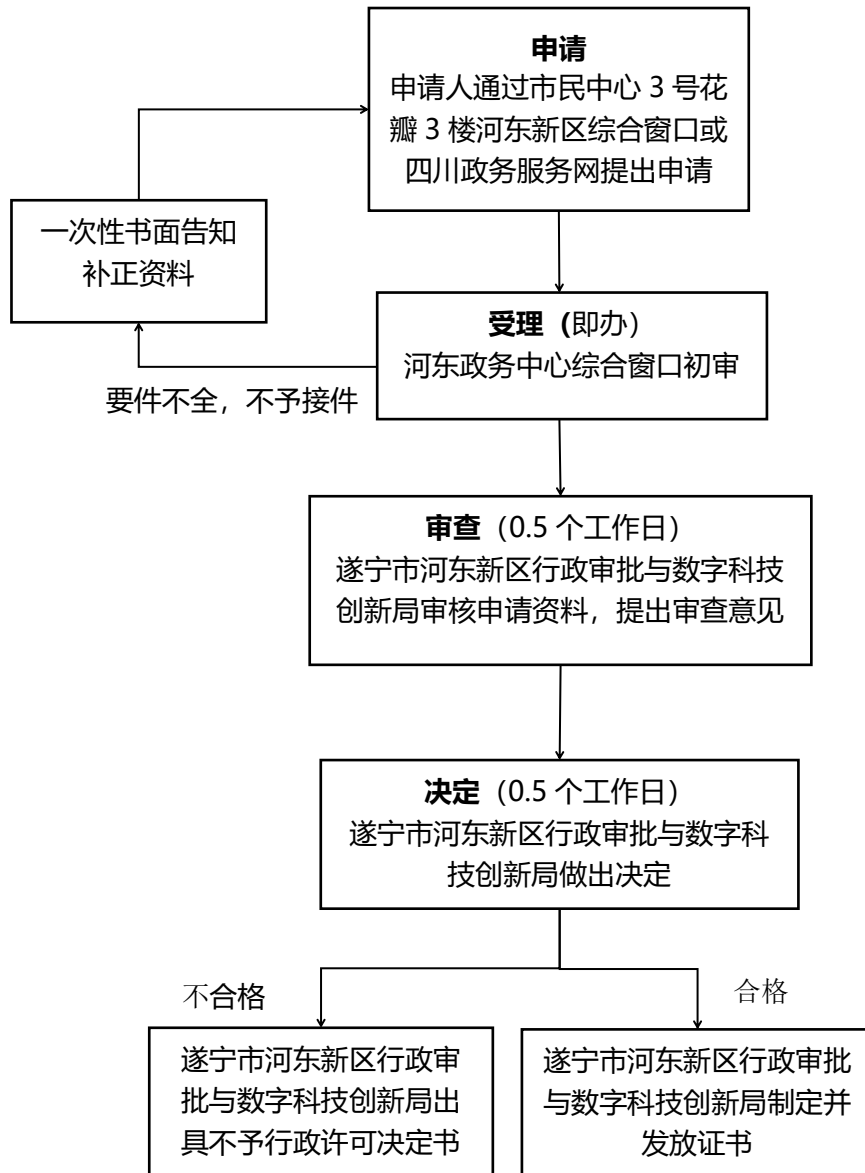 申请
申请人通过市民中心 3 号花
瓣 3 楼河东新区综合窗口或
四川政务服务网提出申请
一次性书面告知
补正资料
受理（即办）
河东政务中心综合窗口初审
要件不全，不予接件
审查（0.5 个工作日）
遂宁市河东新区行政审批与数字科技
创新局审核申请资料，提出审查意见
决定（0.5 个工作日）
遂宁市河东新区行政审批与数字科
技创新局做出决定
不合格
合格
遂宁市河东新区行政审
批与数字科技创新局出
具不予行政许可决定书
遂宁市河东新区行政审批
与数字科技创新局制定并
发放证书